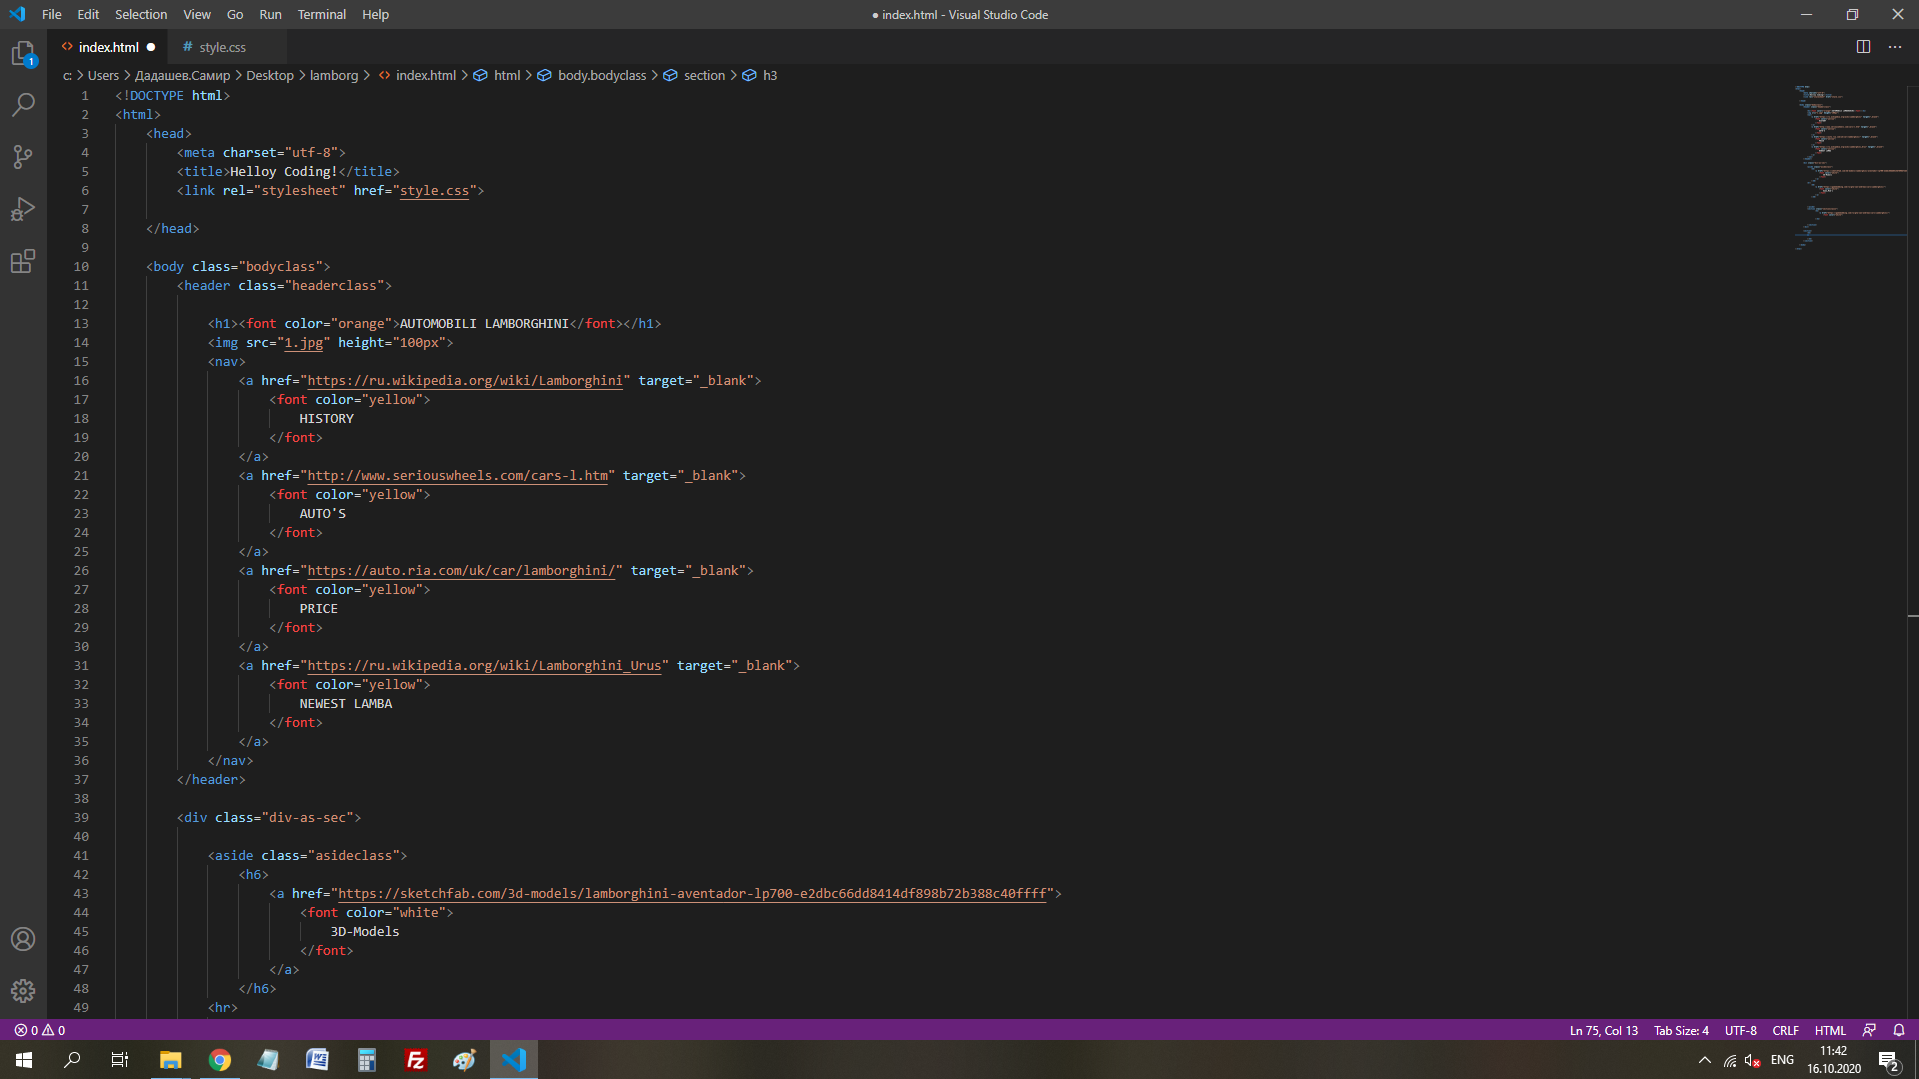 File Edit Selection View Go Run Terminal Help
● index.html - Visual Studio Code
index.html ●
# style.css
1
c: > Users > Дадашев.Самир > Desktop > lamborg > <> index.html > html > body.bodyclass > section > h3
1 <!DOCTYPE html>
2 <html>
3 <head>
4 <meta charset="utf-8">
5 <title>Helloy Coding!</title>
6 <link rel="stylesheet" href="style.css">
7
8 </head>
9
10 <body class="bodyclass">
11 <header class="headerclass">
12
13 <h1><font color="orange">AUTOMOBILI LAMBORGHINI</font></h1>
14 <img src="1.jpg" height="100px">
15 <nav>
16 <a href="https://ru.wikipedia.org/wiki/Lamborghini" target="_blank">
17 <font color="yellow">
18 HISTORY
19 </font>
20 </a>
21 <a href="http://www.seriouswheels.com/cars-l.htm" target="_blank">
22 <font color="yellow">
23 AUTO'S
24 </font>
25 </a>
26 <a href="https://auto.ria.com/uk/car/lamborghini/" target="_blank">
27 <font color="yellow">
28 PRICE
29 </font>
30 </a>
31 <a href="https://ru.wikipedia.org/wiki/Lamborghini_Urus" target="_blank">
32 <font color="yellow">
33 NEWEST LAMBA
34 </font>
35 </a>
36 </nav>
37 </header>
38
39 <div class="div-as-sec">
40
41 <aside class="asideclass">
42 <h6>
43 <a href="https://sketchfab.com/3d-models/lamborghini-aventador-lp700-e2dbc66dd8414df898b72b388c40ffff">
44 <font color="white">
45 3D-Models
46 </font>
47 </a>
48 </h6>
49 <hr>
0 0
Ln 75, Col 13 Tab Size: 4 UTF-8 CRLF HTML
ENG
11:42
16.10.2020
2